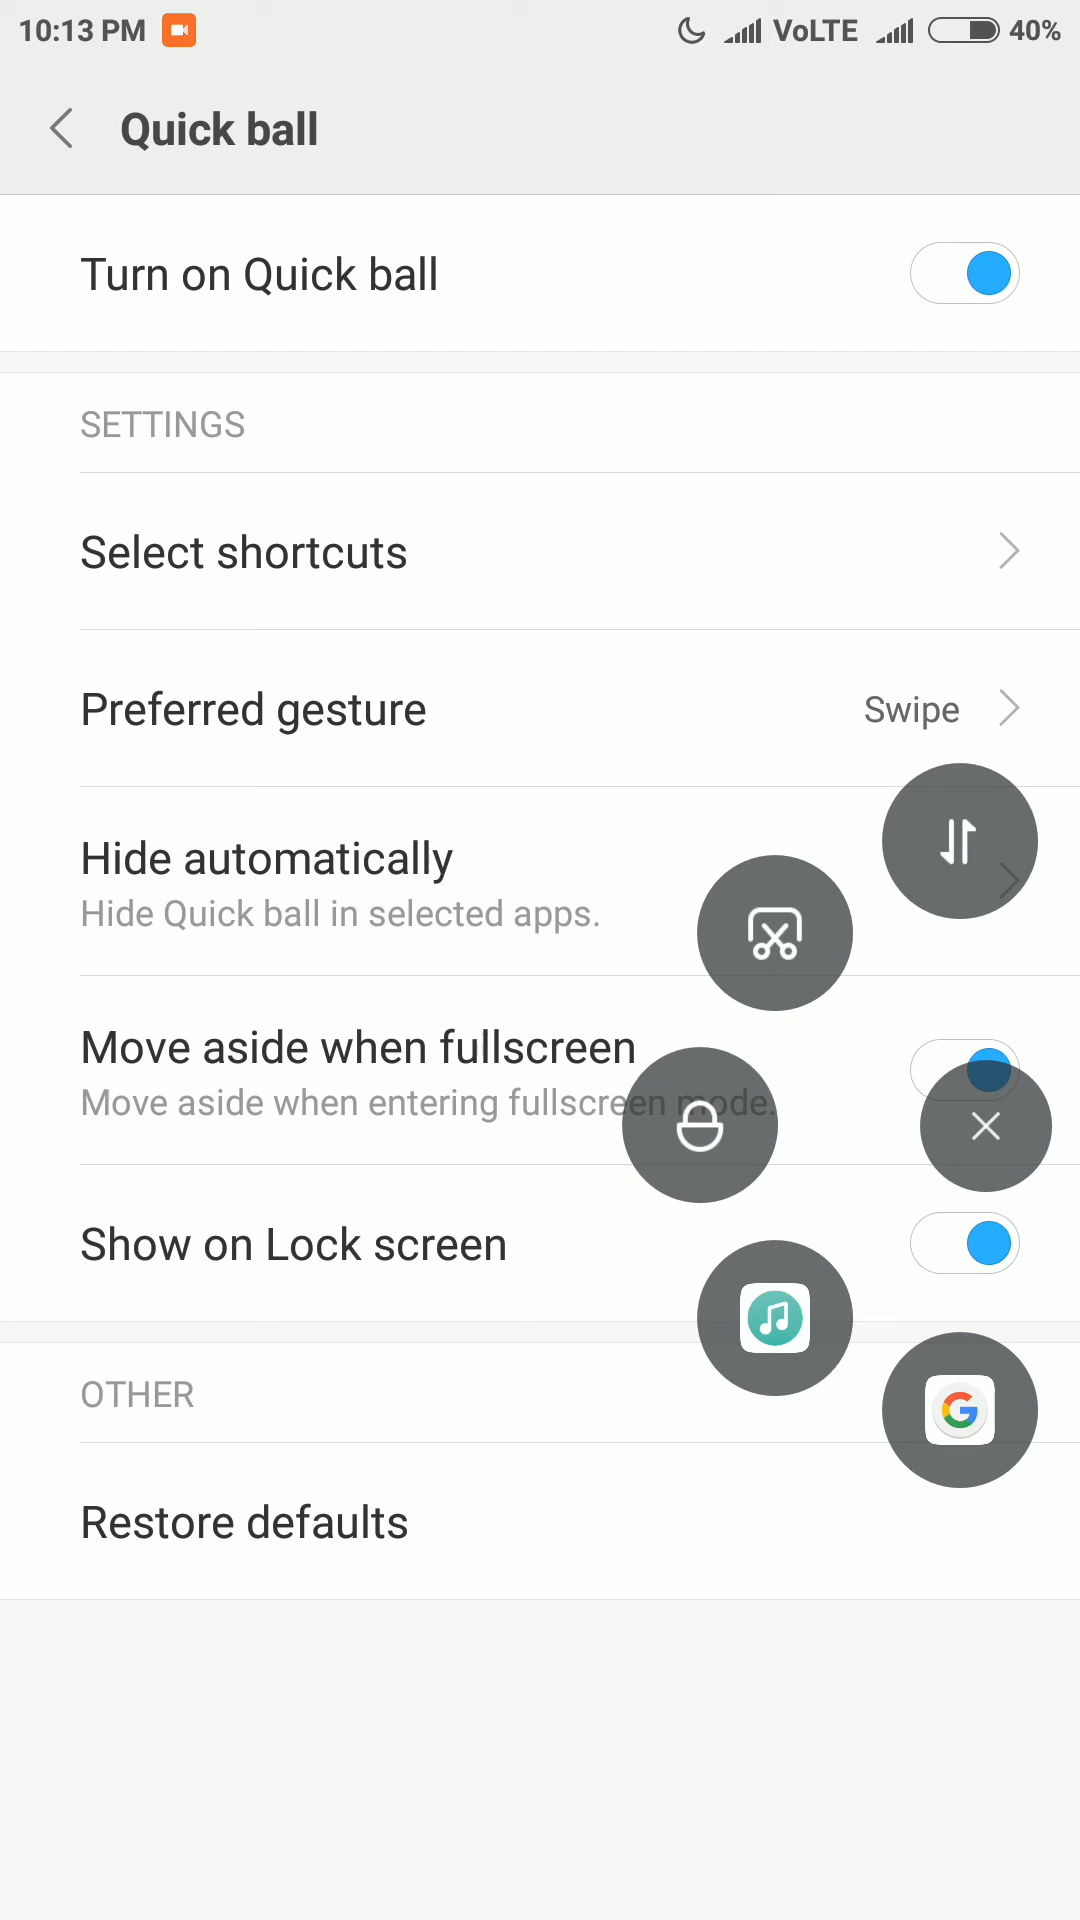 10:13 PM VoLTE 40%
Quick ball
Turn on Quick ball
SETTINGS
Select shortcuts
Preferred gesture Swipe
Hide automatically
Hide Quick ball in selected apps.
Move aside when fullscreen
Move aside when entering fullscreen mode.
Show on Lock screen
OTHER
Restore defaults